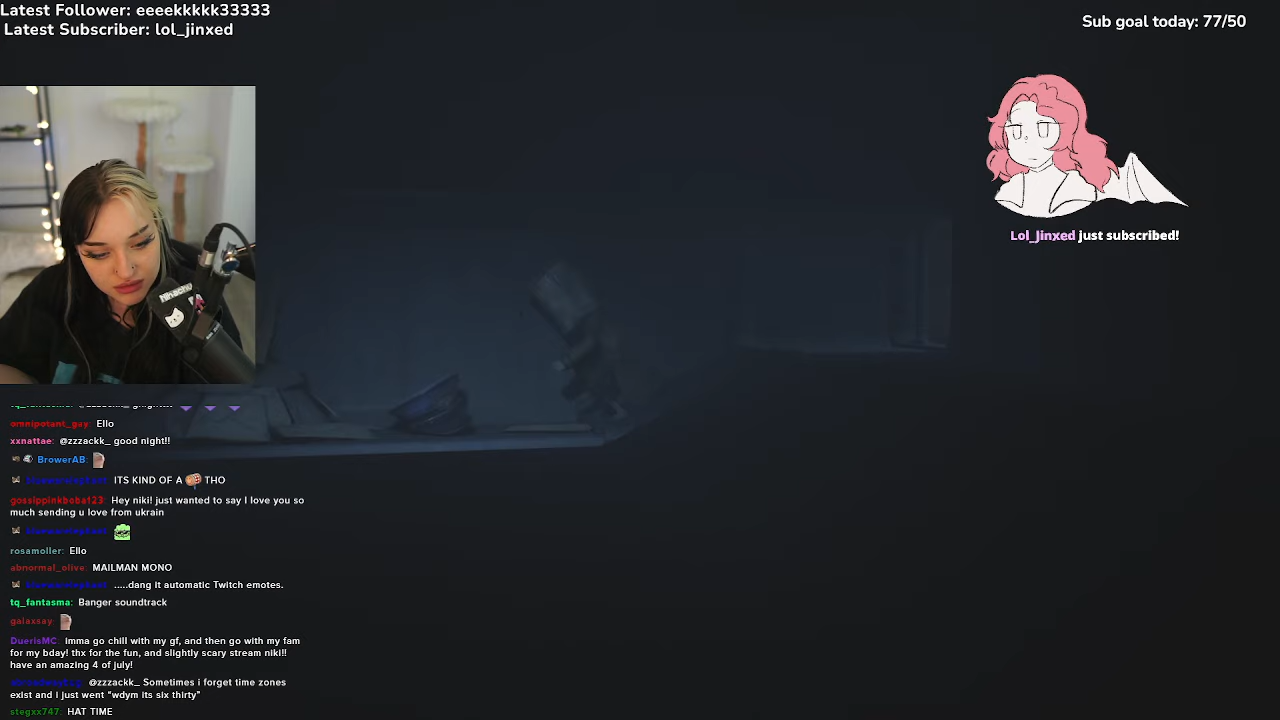 Latest Follower: eeeekkkkk33333
Latest Subscriber: lol_jinxed
Sub goal today: 77/50
Lol_Jinxed just subscribed!
omnipotant_gay: Ello
xxnattae: @zzzackk_ good night!!
BrowerAB:
ITS KIND OF A THO
gossippinkboba123: Hey niki! just wanted to say I love you so
much sending u love from ukrain
rosamoller: Ello
abnormal_olive: MAILMAN MONO
.....dang it automatic Twitch emotes.
tq_fantasma: Banger soundtrack
galaxsay:
DuerisMC: Imma go chill with my gf, and then go with my fam
for my bday! thx for the fun, and slightly scary stream niki!!
have an amazing 4 of july!
@zzzackk_ Sometimes i forget time zones
exist and i just went "wdym its six thirty"
stegxx747: HAT TIME